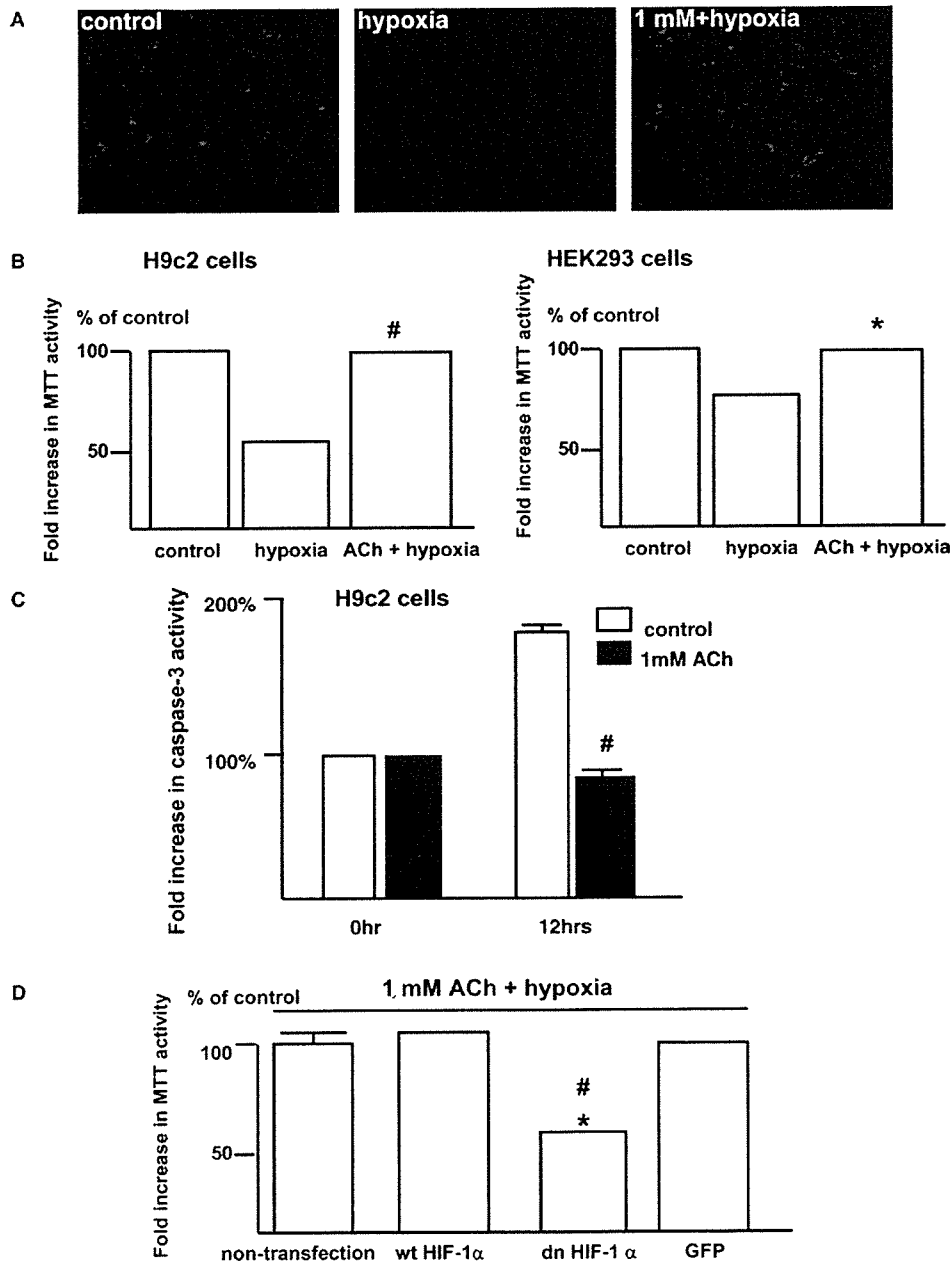 A
control
hypoxia
1 mM+hypoxia
B
H9c2 cells
Fold increase in MTT activity
% of control
#
100
50
control
hypoxia
ACh + hypoxia
HEK293 cells
Fold increase in MTT activity
% of control
*
100
50
control
hypoxia
ACh + hypoxia
C
H9c2 cells
Fold increase in caspase-3 activity
200%
100%
control
1mM ACh
#
0hr
12hrs
D
1 mM ACh + hypoxia
Fold increase in MTT activity
% of control
100
50
#
*
non-transfection
wt HIF-1α
dn HIF-1 α
GFP